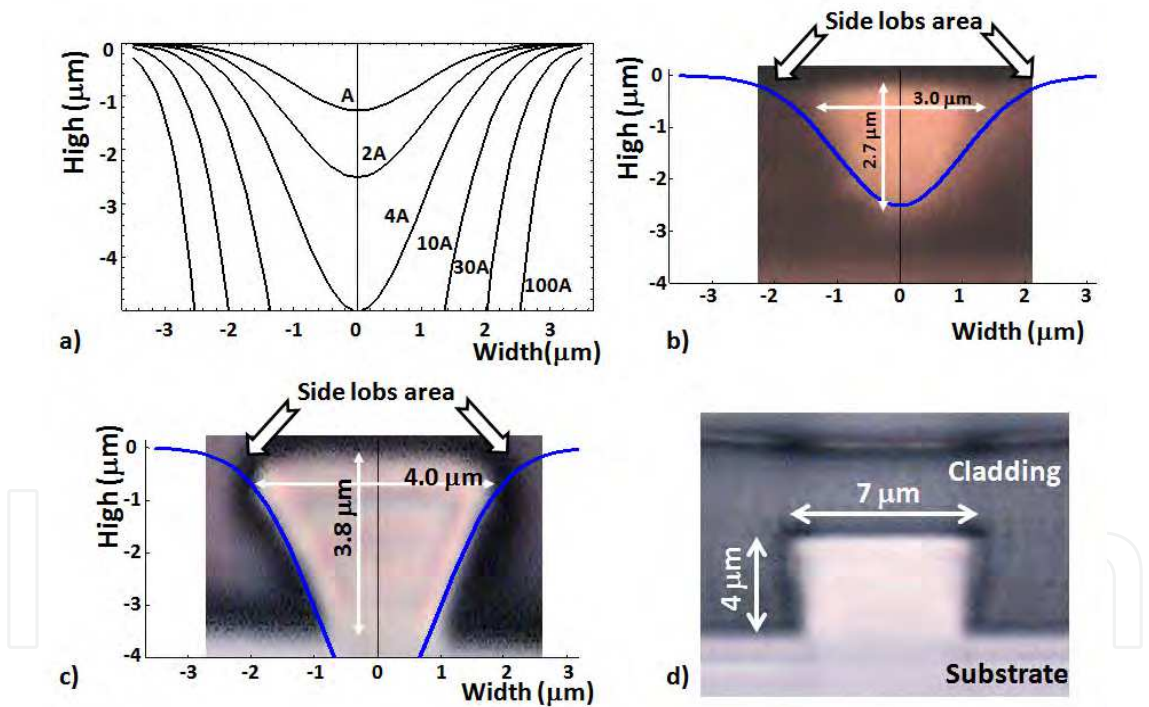 0
-1
-2
-3
-4
High (μm)
A
2A
4A
10A
30A
100A
-3
-2
-1
0
1
2
3
Width(μm)
a)
Side lobs area
0
-1
-2
-3
-4
High (μm)
3.0 μm
2.7 μm
-3
-2
-1
0
1
2
3
Width (μm)
b)
Side lobs area
0
-1
-2
-3
-4
High (μm)
4.0 μm
3.8 μm
-3
-2
-1
0
1
2
3
Width (μm)
c)
Cladding
7 μm
4 μm
Substrate
d)